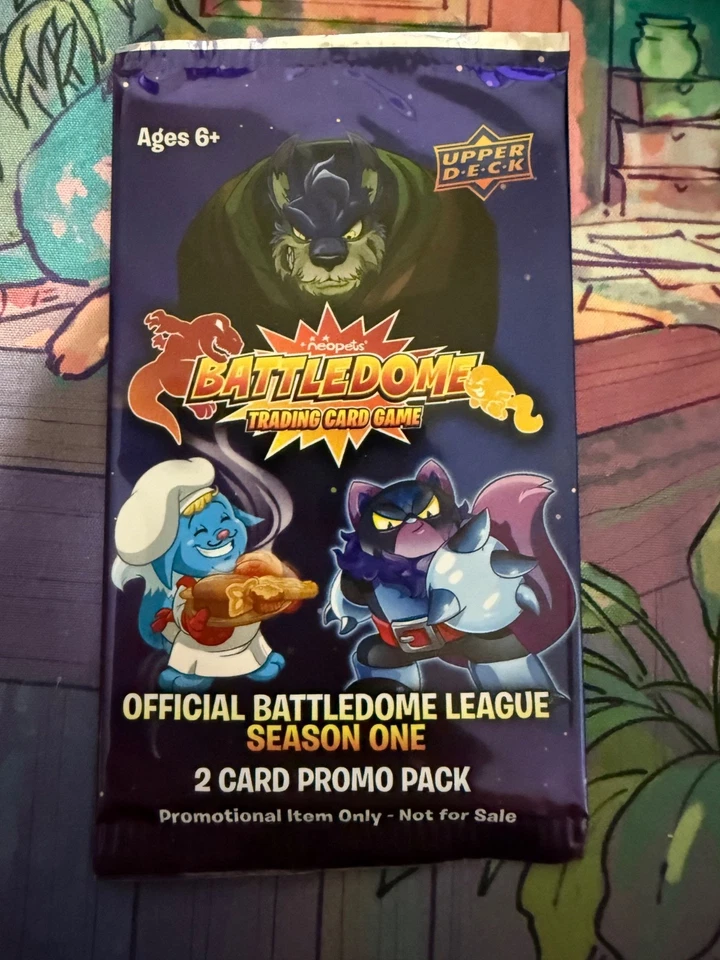 Ages 6+
UPPER
D·E·C·K
neopets
BATTLEDOME
TRADING CARD GAME
OFFICIAL BATTLEDOME LEAGUE
SEASON ONE
2 CARD PROMO PACK
Promotional Item Only - Not for Sale